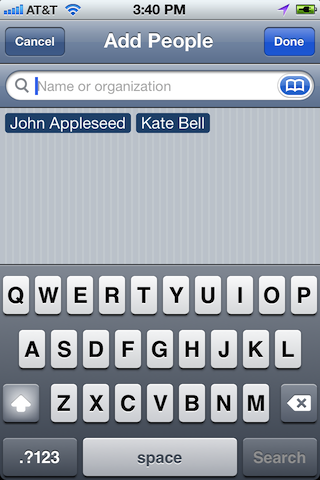 AT&T 3:40 PM
Cancel Add People Done
Name or organization
John Appleseed Kate Bell
Q W E R T Y U I O P
A S D F G H J K L
Z X C V B N M
.?123 space Search